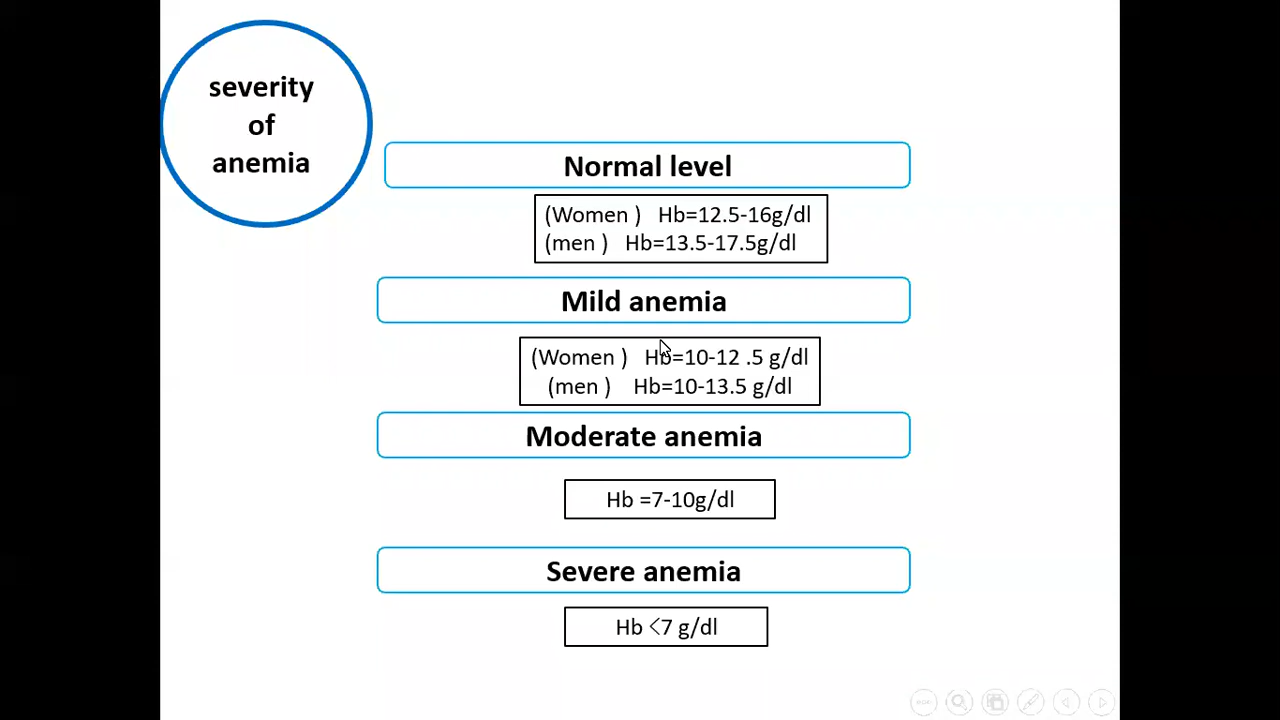 severity
of
anemia
Normal level
(Women ) Hb=12.5-16g/dl
(men ) Hb=13.5-17.5g/dl
Mild anemia
(Women ) Hb=10-12 .5 g/dl
(men ) Hb=10-13.5 g/dl
Moderate anemia
Hb =7-10g/dl
Severe anemia
Hb <7 g/dl